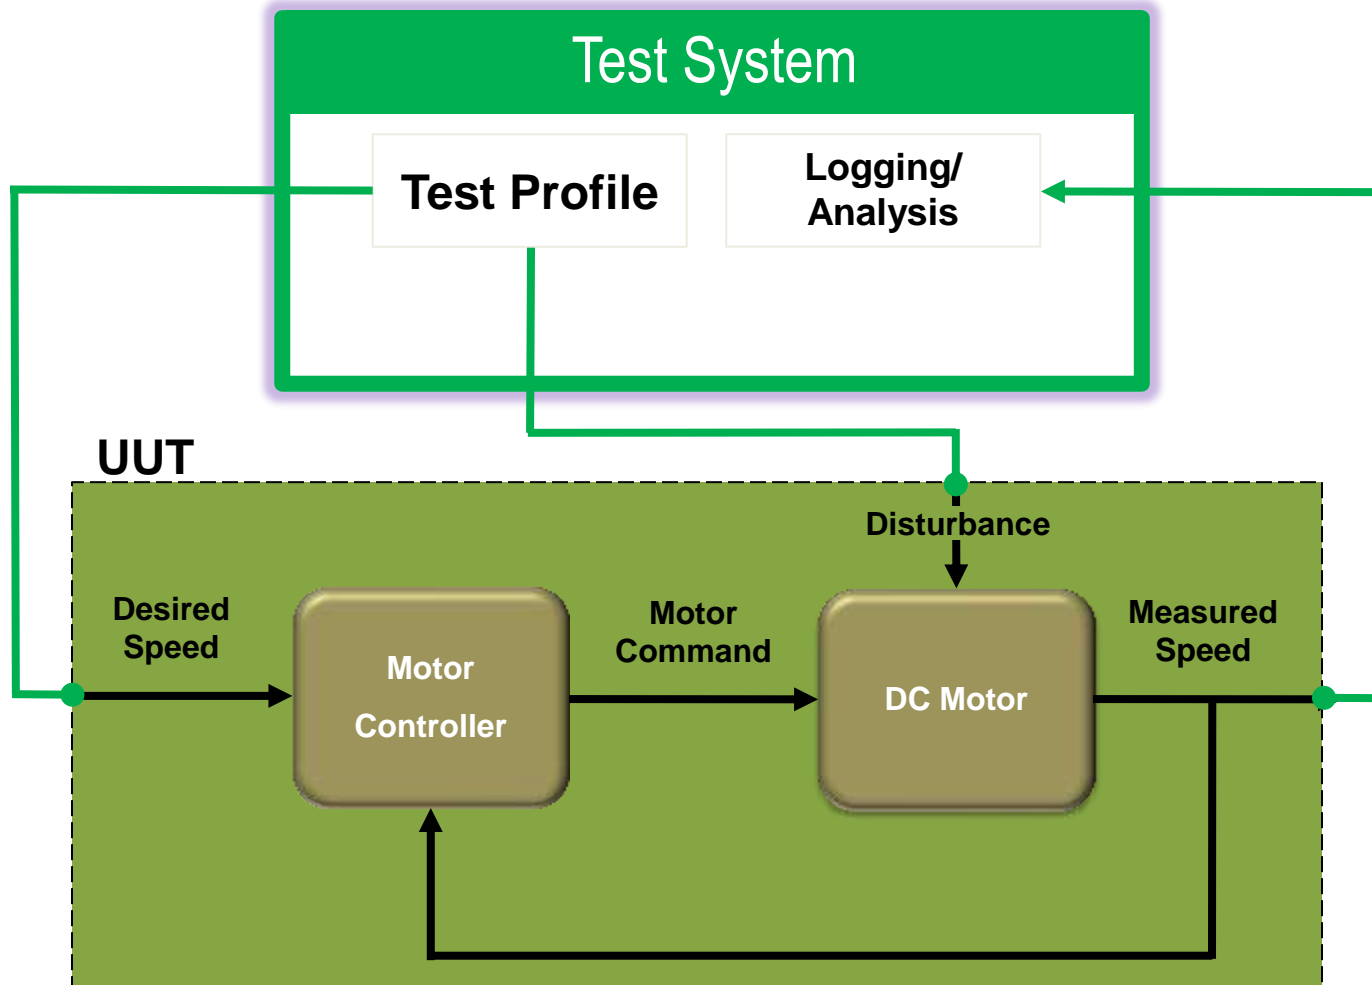 Test System
Test Profile
Logging/
Analysis
UUT
Disturbance
Desired
Speed
Motor
Controller
Motor
Command
DC Motor
Measured
Speed